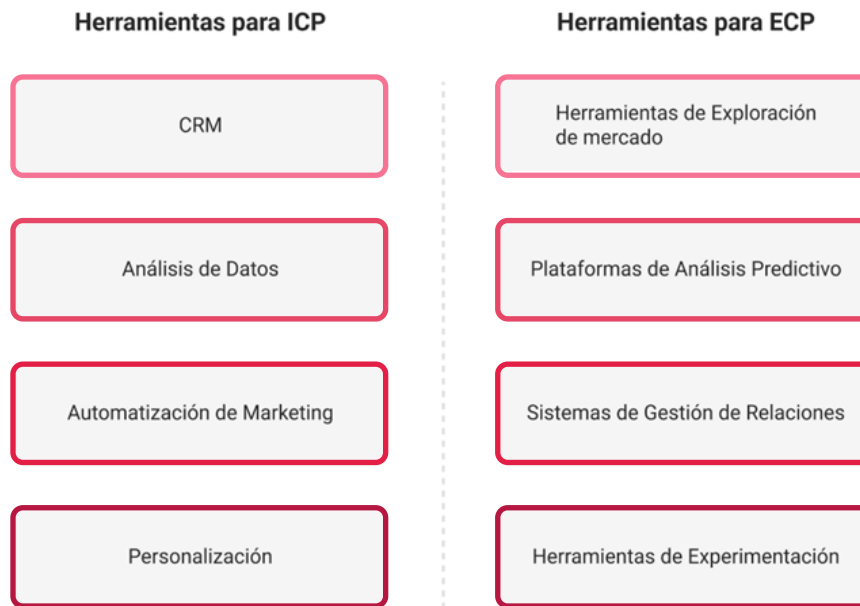 Herramientas para ICP
CRM
Análisis de Datos
Automatización de Marketing
Personalización
Herramientas para ECP
Herramientas de Exploración
de mercado
Plataformas de Análisis Predictivo
Sistemas de Gestión de Relaciones
Herramientas de Experimentación